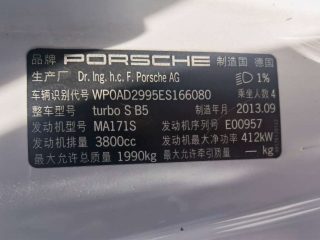 品牌 PORSCHE 制造国 德国
生产厂 Dr. Ing. h.c. F. Porsche AG 1%
车辆识别代号 WP0AD2995ES166080 乘坐人数 4
整车型号 turbo S B5 制造年月 2013.09
发动机型号 MA171S 发动机序列号 E00957
发动机排量 3800cc 发动机最大净功率 412kW
最大允许总质量 1990kg 最大允许牵引质量 — kg